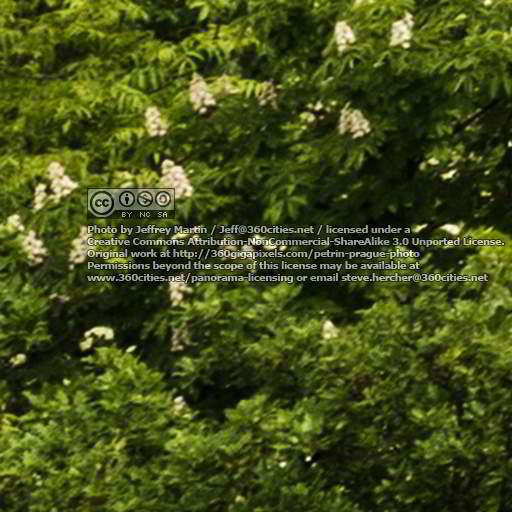 cc
BY NC SA
Photo by Jeffrey Martin / Jeff@360cities.net / licensed under a
Creative Commons Attribution-NonCommercial-ShareAlike 3.0 Unported License.
Original work at http://360gigapixels.com/petrin-prague-photo
Permissions beyond the scope of this license may be available at
www.360cities.net/panorama-licensing or email steve.hercher@360cities.net